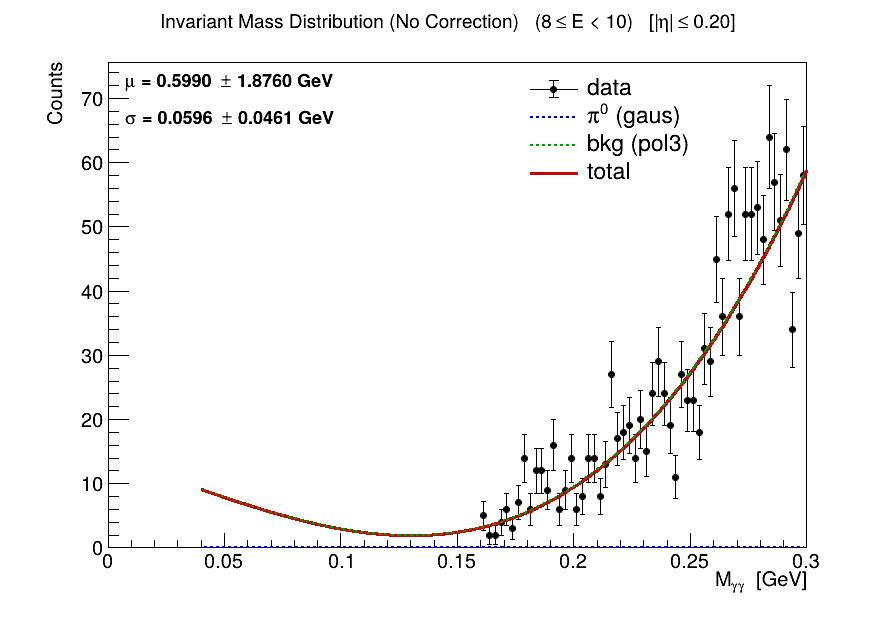 Invariant Mass Distribution (No Correction) (8 ≤ E < 10) [|η| ≤ 0.20]
Counts
μ = 0.5990 ± 1.8760 GeV
σ = 0.0596 ± 0.0461 GeV
data
π⁰ (gaus)
bkg (pol3)
total
70
60
50
40
30
20
10
0
0 0.05 0.1 0.15 0.2 0.25 0.3
M_γγ [GeV]